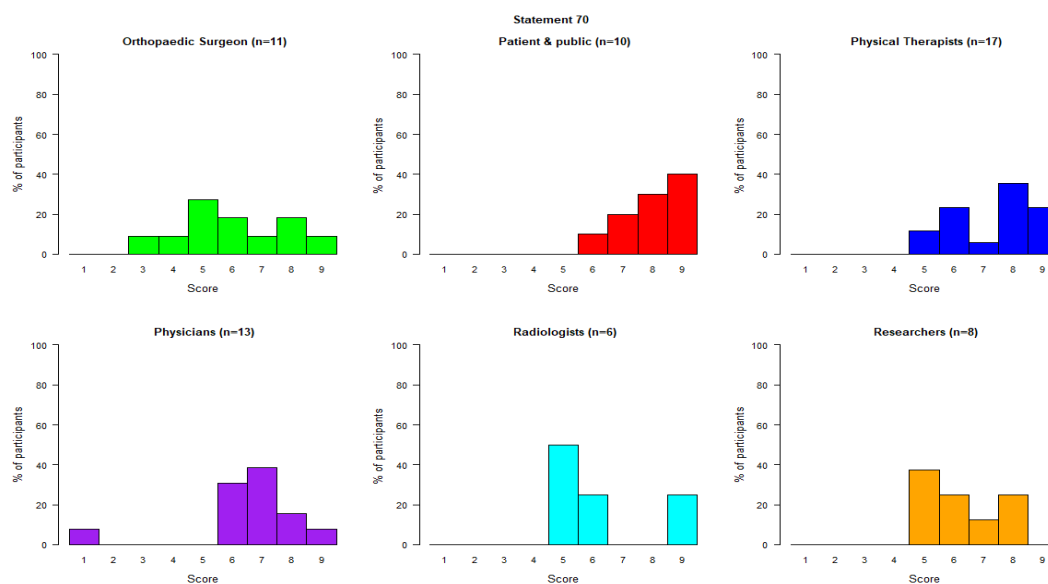 Statement 70
Orthopaedic Surgeon (n=11)
100
80
60
40
20
0
% of participants
1 2 3 4 5 6 7 8 9
Score
Patient & public (n=10)
100
80
60
40
20
0
% of participants
1 2 3 4 5 6 7 8 9
Score
Physical Therapists (n=17)
100
80
60
40
20
0
% of participants
1 2 3 4 5 6 7 8 9
Score
Physicians (n=13)
100
80
60
40
20
0
% of participants
1 2 3 4 5 6 7 8 9
Score
Radiologists (n=6)
100
80
60
40
20
0
% of participants
1 2 3 4 5 6 7 8 9
Score
Researchers (n=8)
100
80
60
40
20
0
% of participants
1 2 3 4 5 6 7 8 9
Score